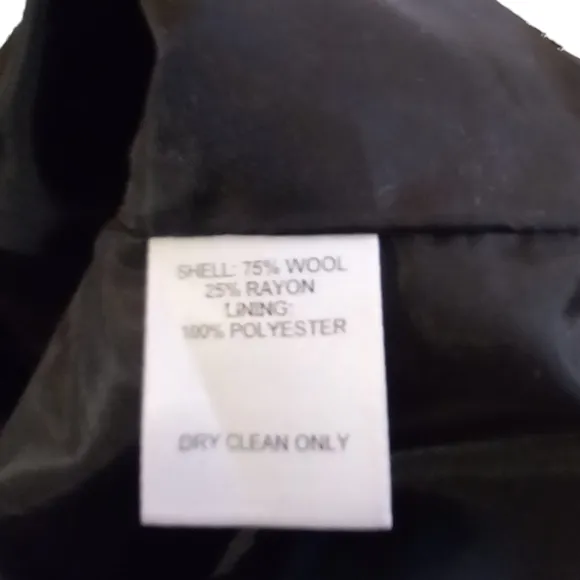 SHELL: 75% WOOL
25% RAYON
LINING:
100% POLYESTER
DRY CLEAN ONLY